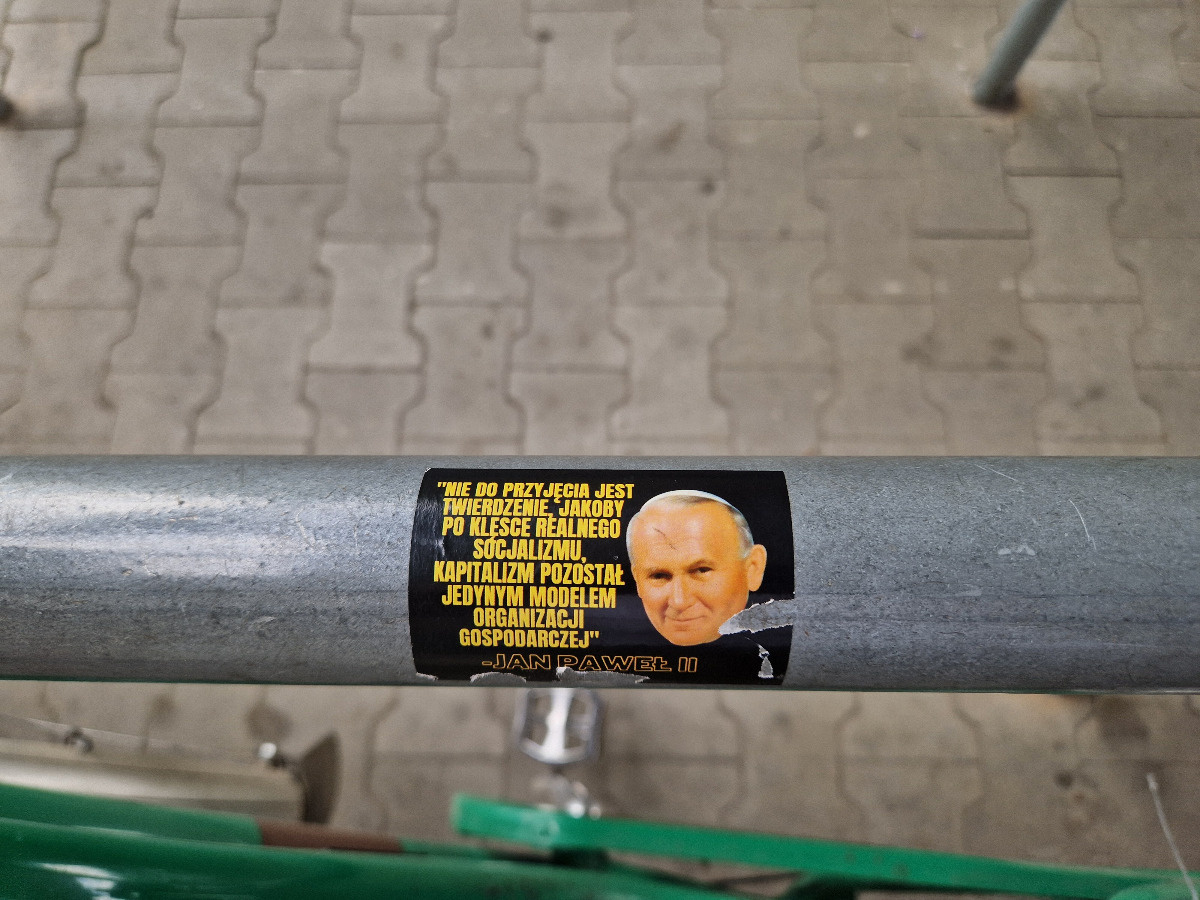 "NIE DO PRZYJĘCIA JEST
TWIERDZENIE, JAKOBY
PO KLĘSCE REALNEGO
SOCJALIZMU,
KAPITALIZM POZOSTAŁ
JEDYNYM MODELEM
ORGANIZACJI
GOSPODARCZEJ"
-JAN PAWEŁ II